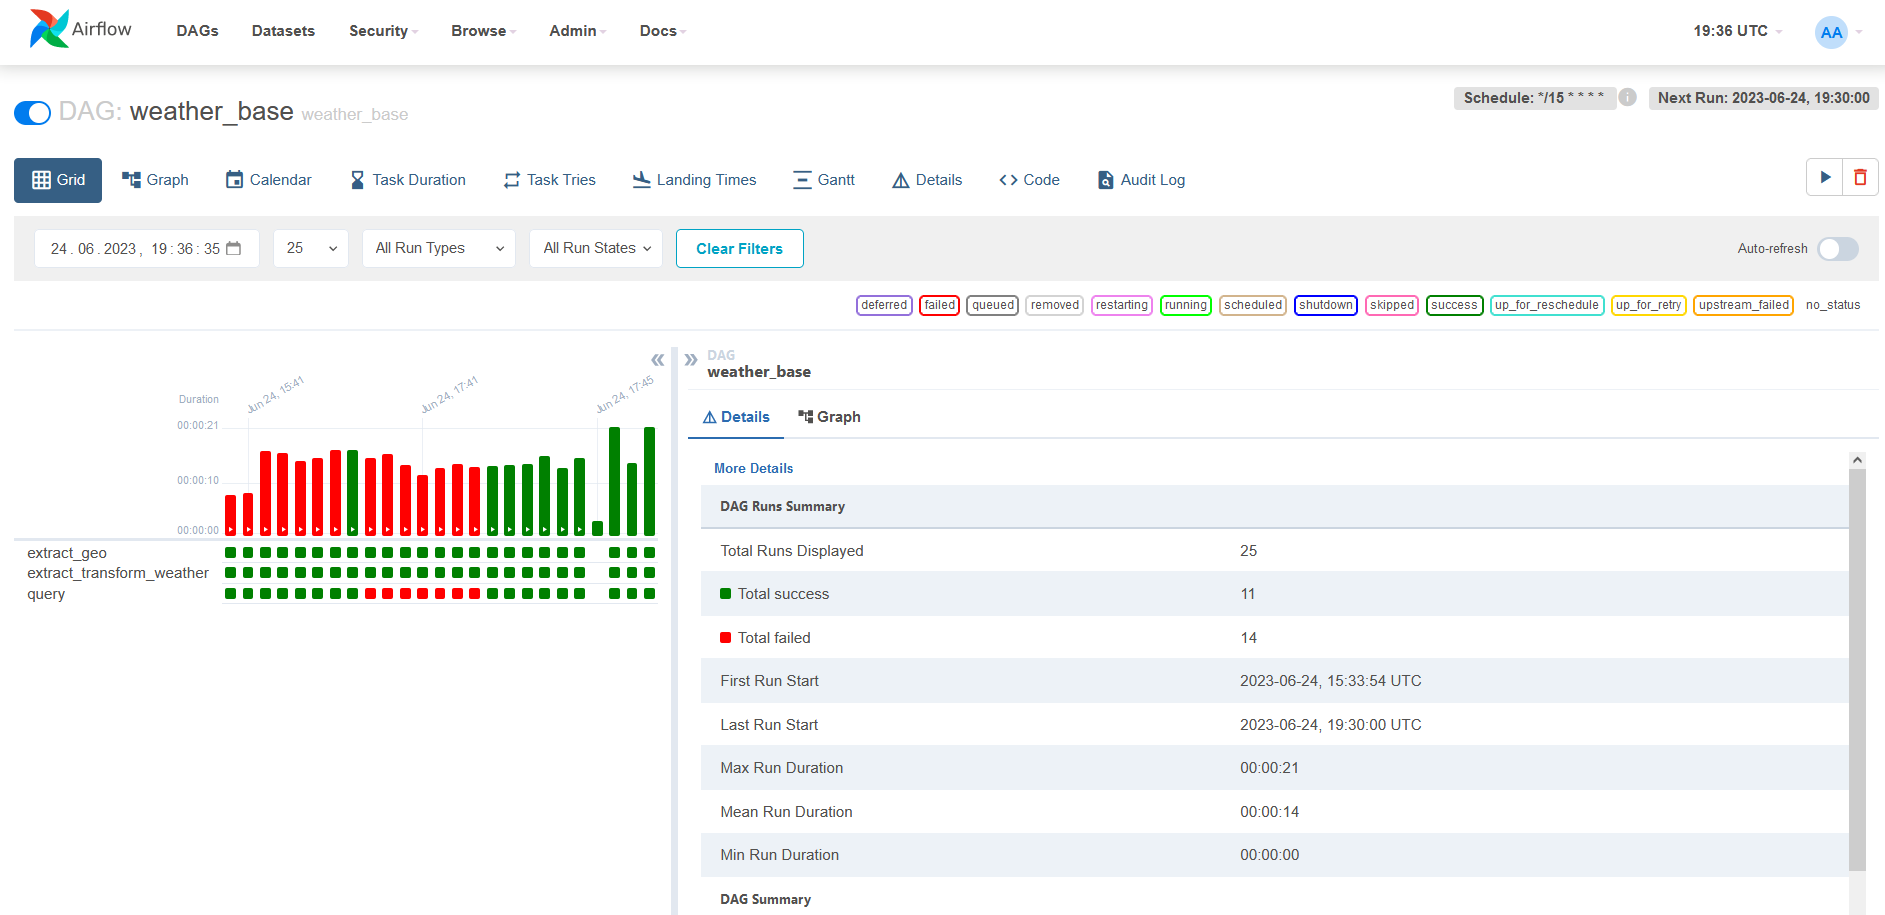 Airflow DAGs Datasets Security Browse Admin Docs 19:36 UTC AA
DAG: weather_base weather_base
Schedule: */15 * * * * i Next Run: 2023-06-24, 19:30:00
Grid Graph Calendar Task Duration Task Tries Landing Times Gantt Details Code Audit Log
24 . 06 . 2023 , 19 : 36 : 35 25 All Run Types All Run States Clear Filters Auto-refresh
deferred failed queued removed restarting running scheduled shutdown skipped success up_for_reschedule up_for_retry upstream_failed no_status
Jun 24, 15:41 Jun 24, 17:41 Jun 24, 17:45
Duration
00:00:21
00:00:10
00:00:00
extract_geo
extract_transform_weather
query
DAG
weather_base
Details Graph
More Details
DAG Runs Summary
Total Runs Displayed 25
Total success 11
Total failed 14
First Run Start 2023-06-24, 15:33:54 UTC
Last Run Start 2023-06-24, 19:30:00 UTC
Max Run Duration 00:00:21
Mean Run Duration 00:00:14
Min Run Duration 00:00:00
DAG Summary